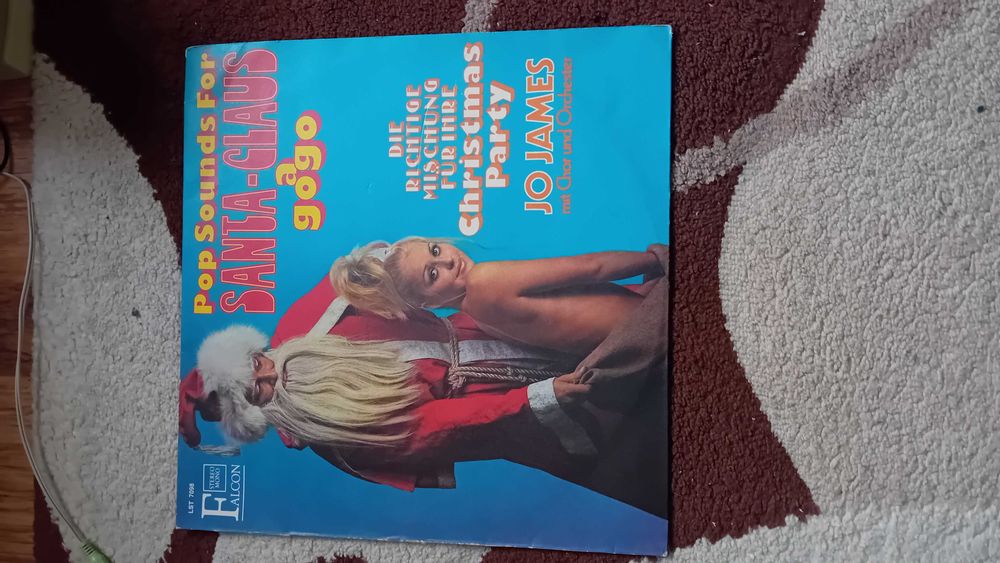 LST 7098
STEREO
MONO
FALCON
Pop Sounds For
SANTA-CLAUS
a
gogo
DIE
RICHTIGE
MISCHUNG
FÜR IHRE
Christmas
Party
JO JAMES
mit Chor und Orchester